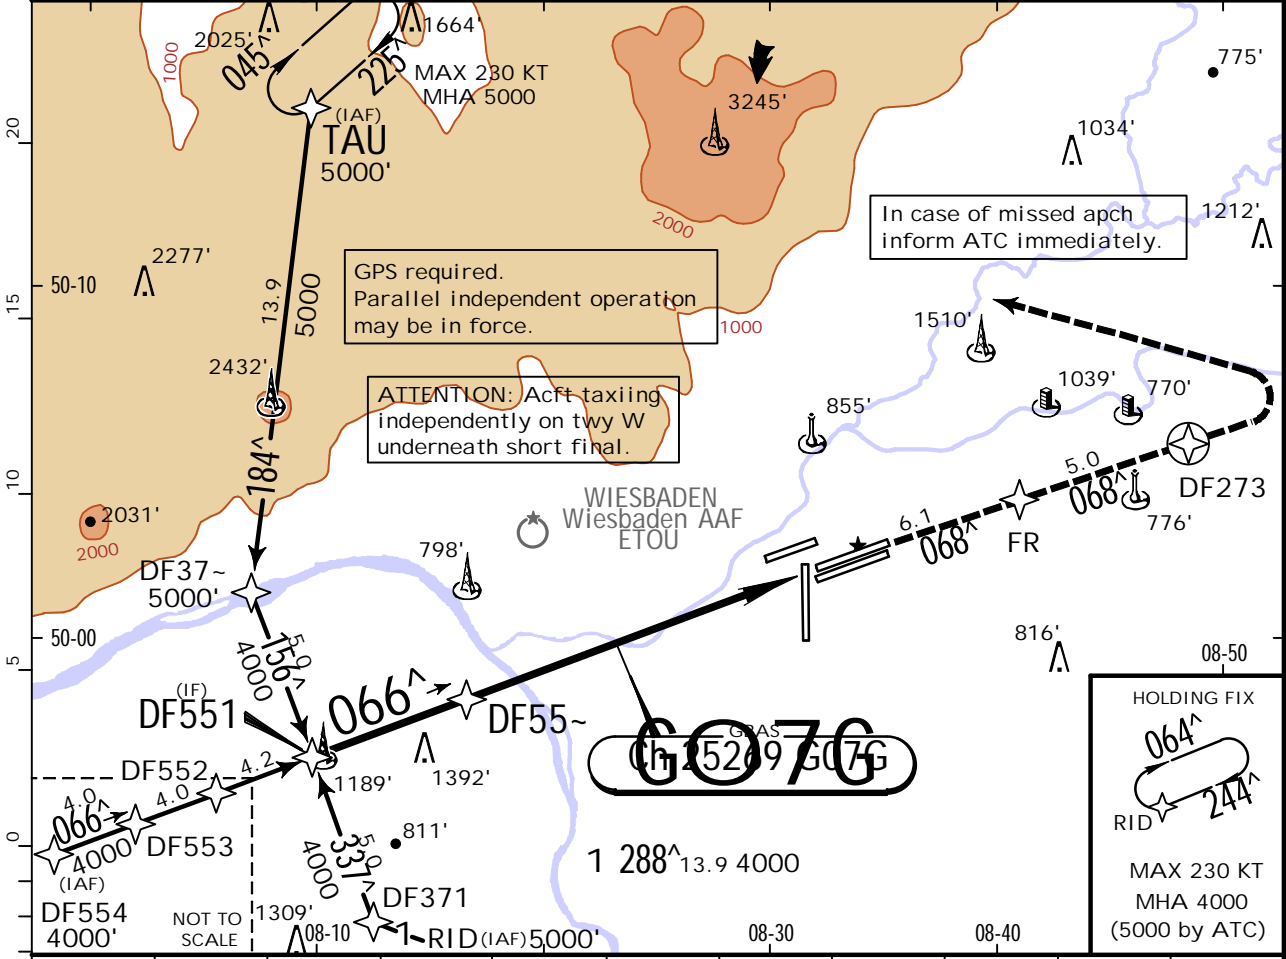 2025'
1664'
1000
045^
225^
MAX 230 KT
MHA 5000
(IAF)
TAU
5000'
3245'
2000
775'
1034'
1212'
In case of missed apch
inform ATC immediately.
20
2277'
50-10
15
13.9
5000
GPS required.
Parallel independent operation
may be in force.
1000
1510'
2432'
ATTENTION: Acft taxiing
independently on twy W
underneath short final.
855'
1039'
770'
184^
10
2031'
2000
WIESBADEN
Wiesbaden AAF
ETOU
5.0
068^
DF273
776'
6.1
068^
FR
798'
DF37~
5000'
50-00
5
156^
5.0
4000
816'
08-50
(IF)
DF551
066^
DF55~
GBAS
G07G
Ch 25269 G07G
HOLDING FIX
064^
244^
RID
MAX 230 KT
MHA 4000
(5000 by ATC)
DF552
4.2
1189'
1392'
4.0
4.0
066^
4000
DF553
0
(IAF)
DF554
4000'
811'
337^
5.0
4000
1 288^ 13.9 4000
DF371
NOT TO
SCALE
1309'
08-10
1
RID (IAF) 5000'
08-30
08-40